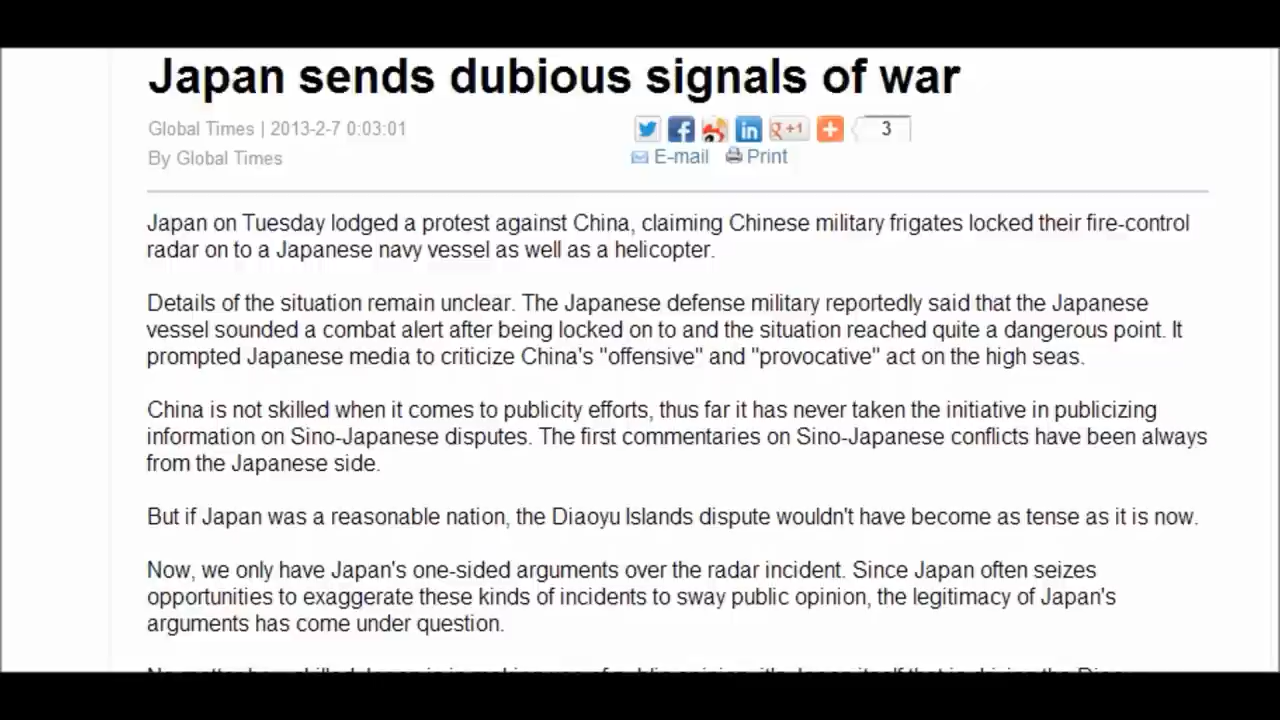 Japan sends dubious signals of war
Global Times | 2013-2-7 0:03:01
By Global Times
g +1
3
E-mail Print
Japan on Tuesday lodged a protest against China, claiming Chinese military frigates locked their fire-control
radar on to a Japanese navy vessel as well as a helicopter.
Details of the situation remain unclear. The Japanese defense military reportedly said that the Japanese
vessel sounded a combat alert after being locked on to and the situation reached quite a dangerous point. It
prompted Japanese media to criticize China's "offensive" and "provocative" act on the high seas.
China is not skilled when it comes to publicity efforts, thus far it has never taken the initiative in publicizing
information on Sino-Japanese disputes. The first commentaries on Sino-Japanese conflicts have been always
from the Japanese side.
But if Japan was a reasonable nation, the Diaoyu Islands dispute wouldn't have become as tense as it is now.
Now, we only have Japan's one-sided arguments over the radar incident. Since Japan often seizes
opportunities to exaggerate these kinds of incidents to sway public opinion, the legitimacy of Japan's
arguments has come under question.